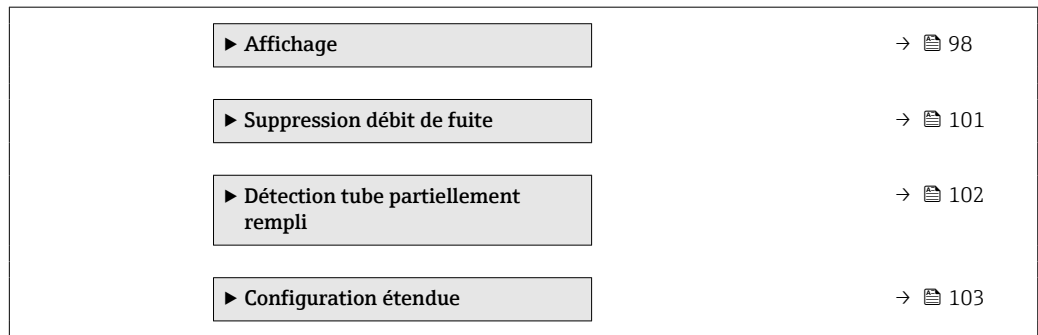 ▶ Affichage → 98
▶ Suppression débit de fuite → 101
▶ Détection tube partiellement → 102
rempli
▶ Configuration étendue → 103